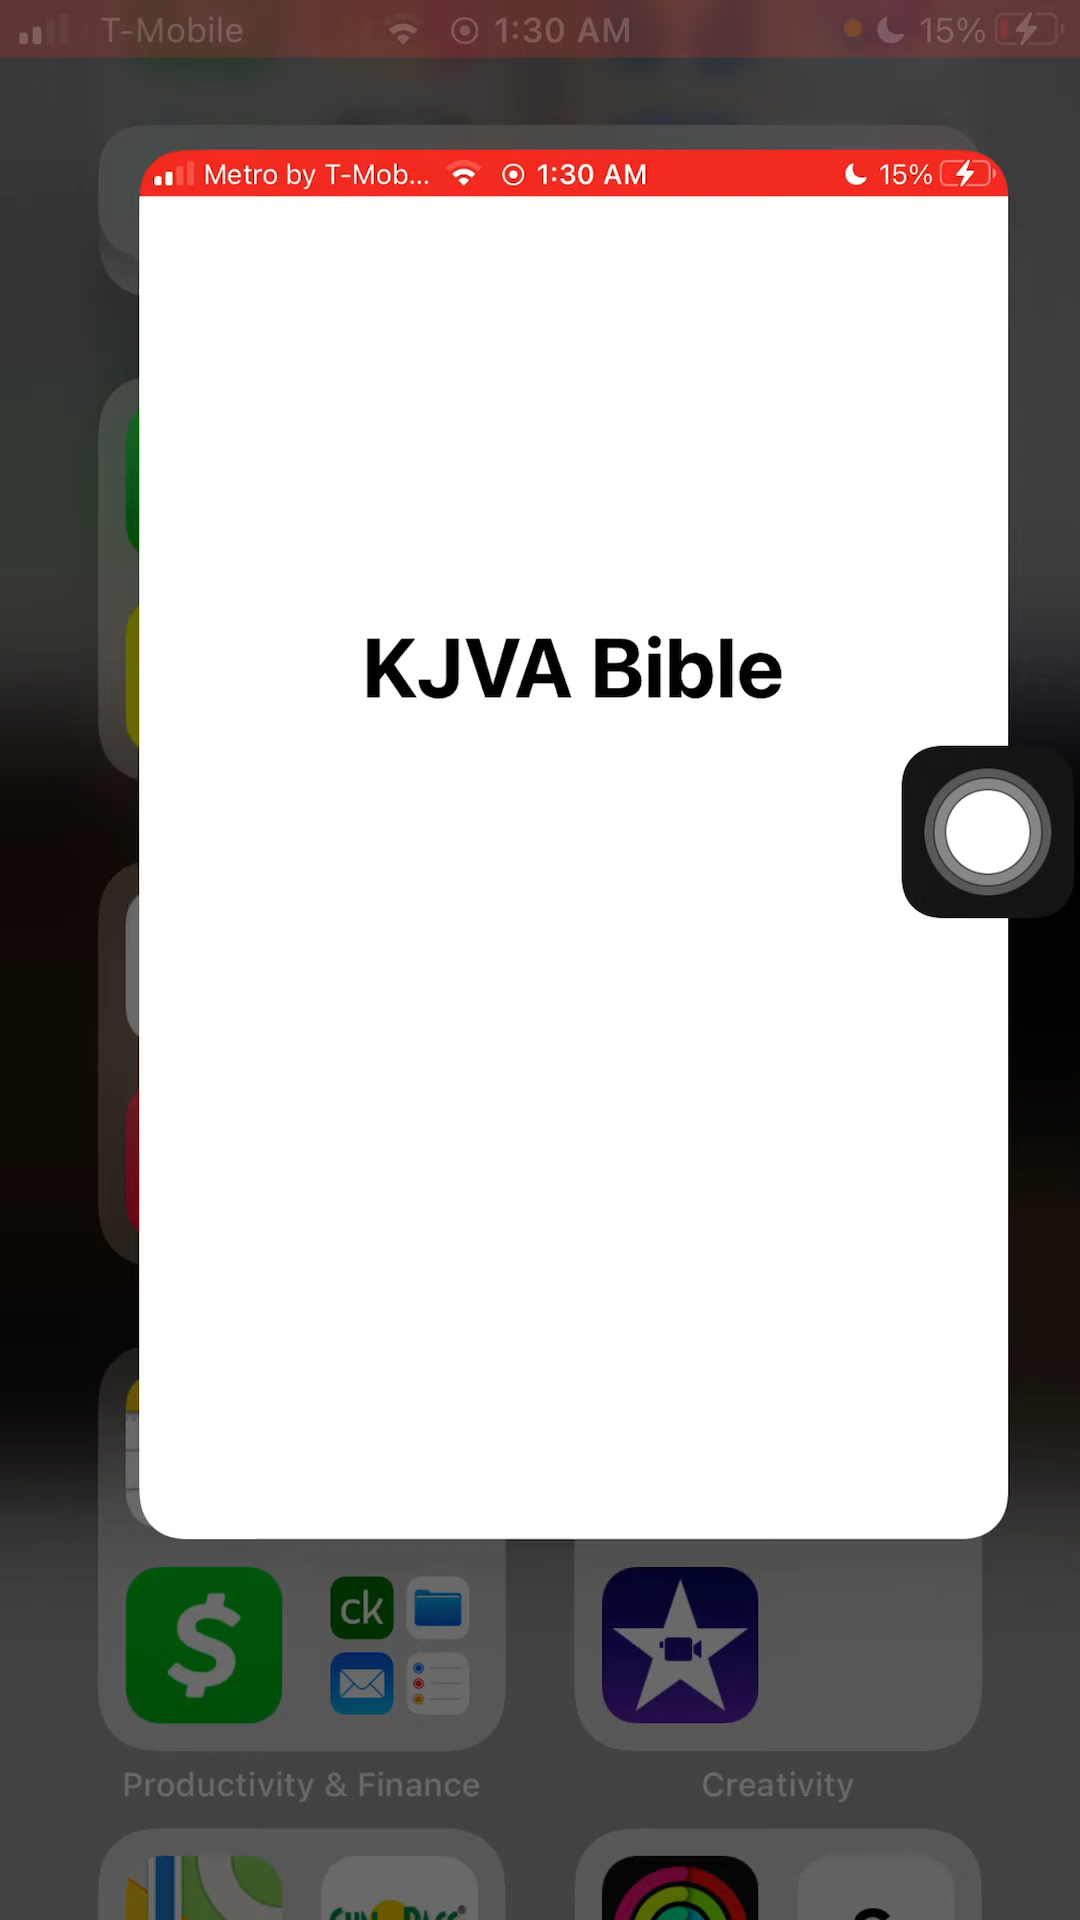 T-Mobile 1:30 AM 15%
Metro by T-Mob... 1:30 AM 15%
KJVA Bible
$ ck
Productivity & Finance Creativity